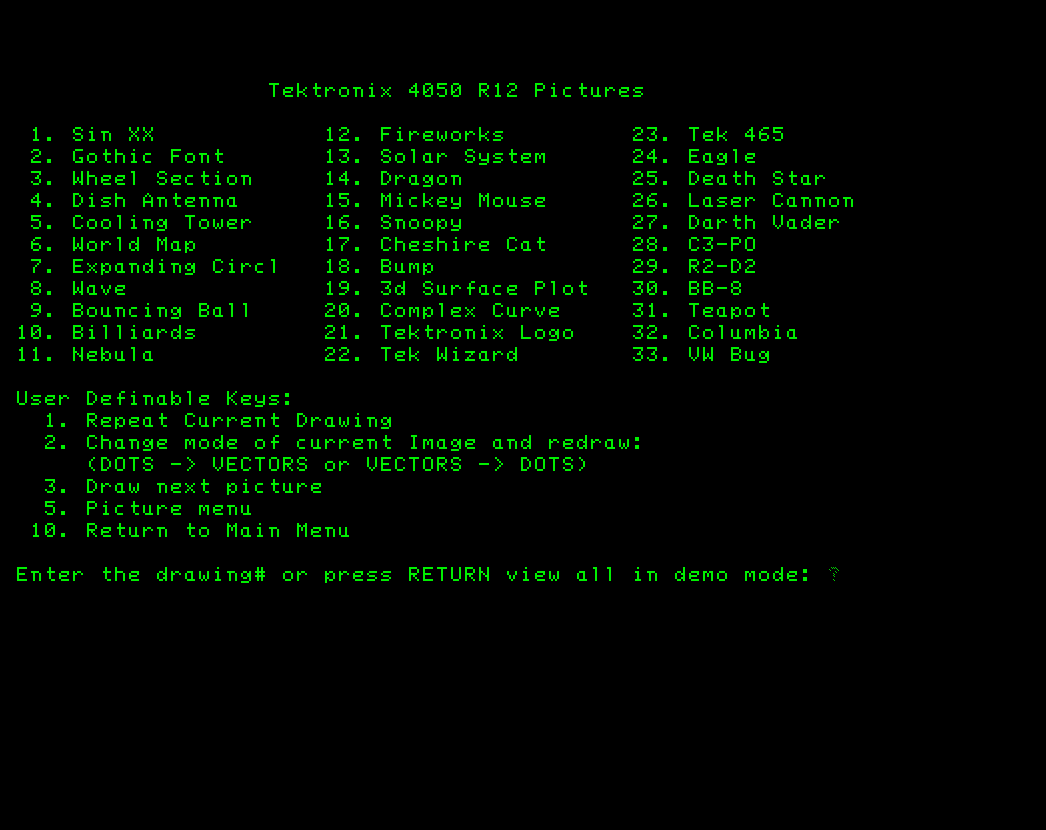 Tektronix 4050 R12 Pictures
1. Sin XX 12. Fireworks 23. Tek 465
2. Gothic Font 13. Solar System 24. Eagle
3. Wheel Section 14. Dragon 25. Death Star
4. Dish Antenna 15. Mickey Mouse 26. Laser Cannon
5. Cooling Tower 16. Snoopy 27. Darth Vader
6. World Map 17. Cheshire Cat 28. C3-PO
7. Expanding Circl 18. Bump 29. R2-D2
8. Wave 19. 3d Surface Plot 30. BB-8
9. Bouncing Ball 20. Complex Curve 31. Teapot
10. Billiards 21. Tektronix Logo 32. Columbia
11. Nebula 22. Tek Wizard 33. VW Bug
User Definable Keys:
1. Repeat Current Drawing
2. Change mode of current Image and redraw:
(DOTS -> VECTORS or VECTORS -> DOTS)
3. Draw next picture
5. Picture menu
10. Return to Main Menu
Enter the drawing# or press RETURN view all in demo mode: ?